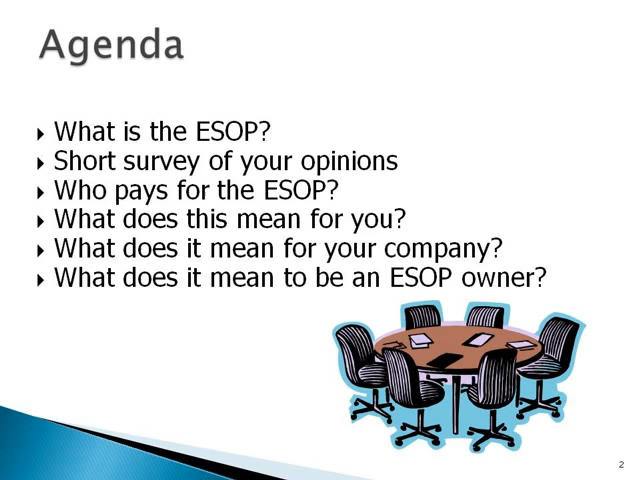 Agenda
What is the ESOP?
Short survey of your opinions
Who pays for the ESOP?
What does this mean for you?
What does it mean for your company?
What does it mean to be an ESOP owner?
2